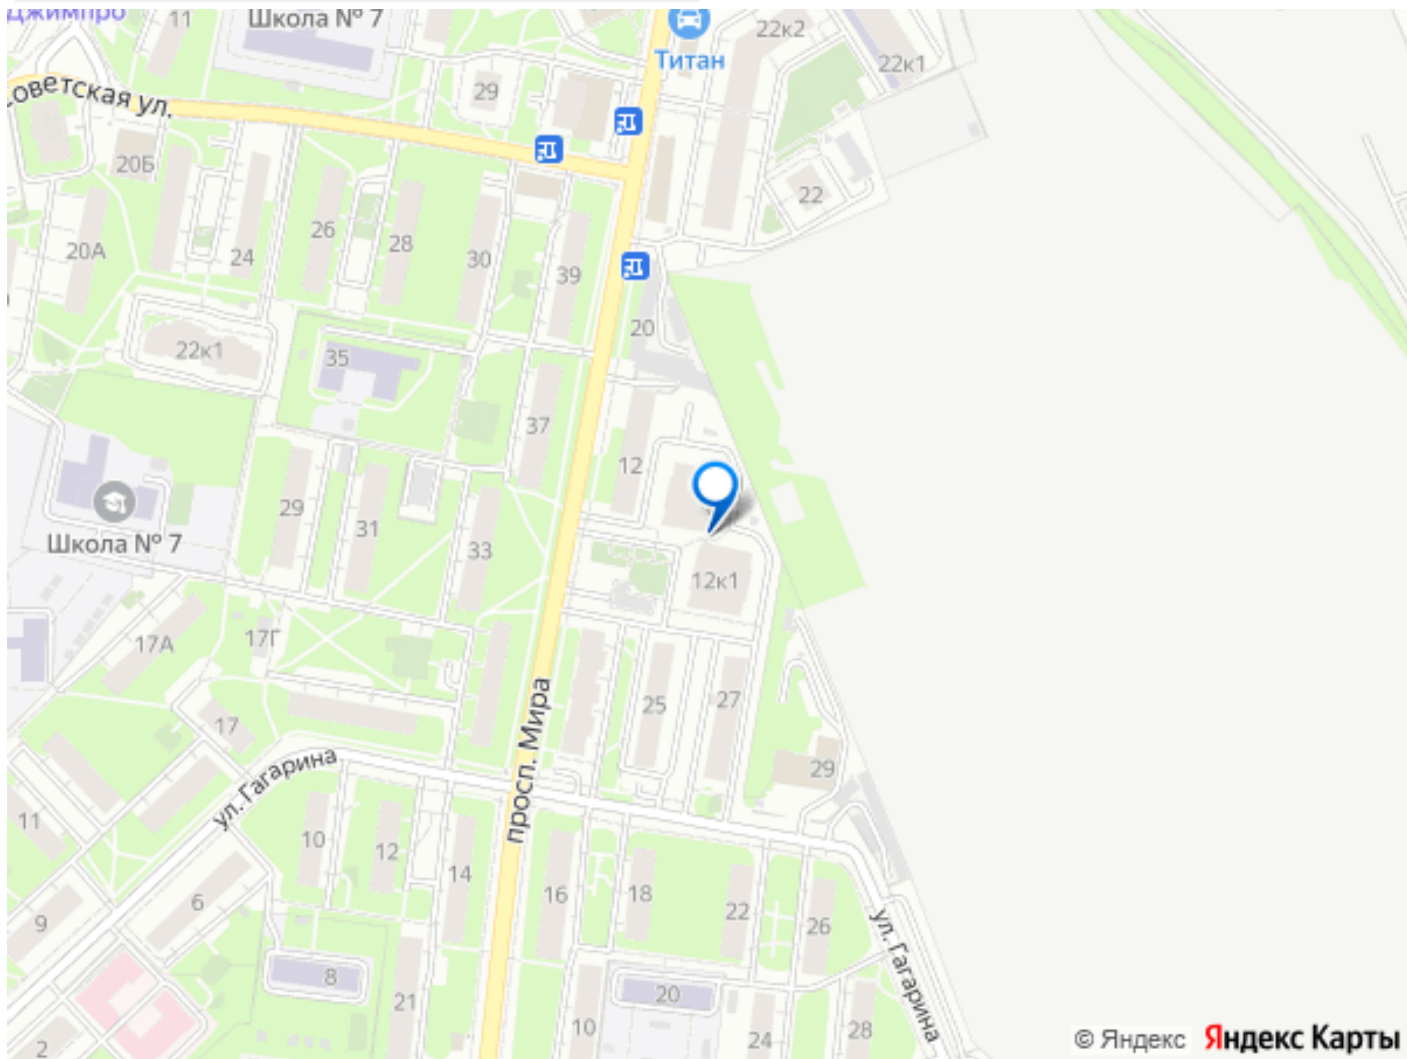 Джимпро
11
Школа № 7
Титан
22к2
22к1
29
Советская ул.
20Б
22
26
28
20А
24
30
39
20
22к1
35
37
12
29
31
Школа № 7
33
12к1
17А
17Г
25
27
17
просп. Мира
ул. Гагарина
29
11
10
12
14
16
18
6
22
26
9
ул. Гагарина
8
20
21
10
24
28
2
© Яндекс Яндекс Карты